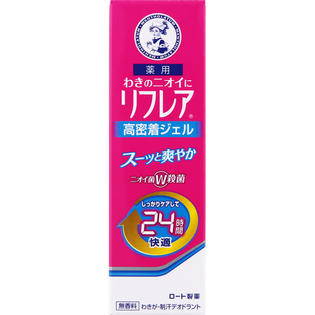 MENTHOLATUM
薬用
わきのニオイに
リフレア®
高密着ジェル
スーッと爽やか
ニオイ菌W殺菌
しっかりケアして
24時間
快適
ロート製薬
無香料
わきが・制汗デオドラント